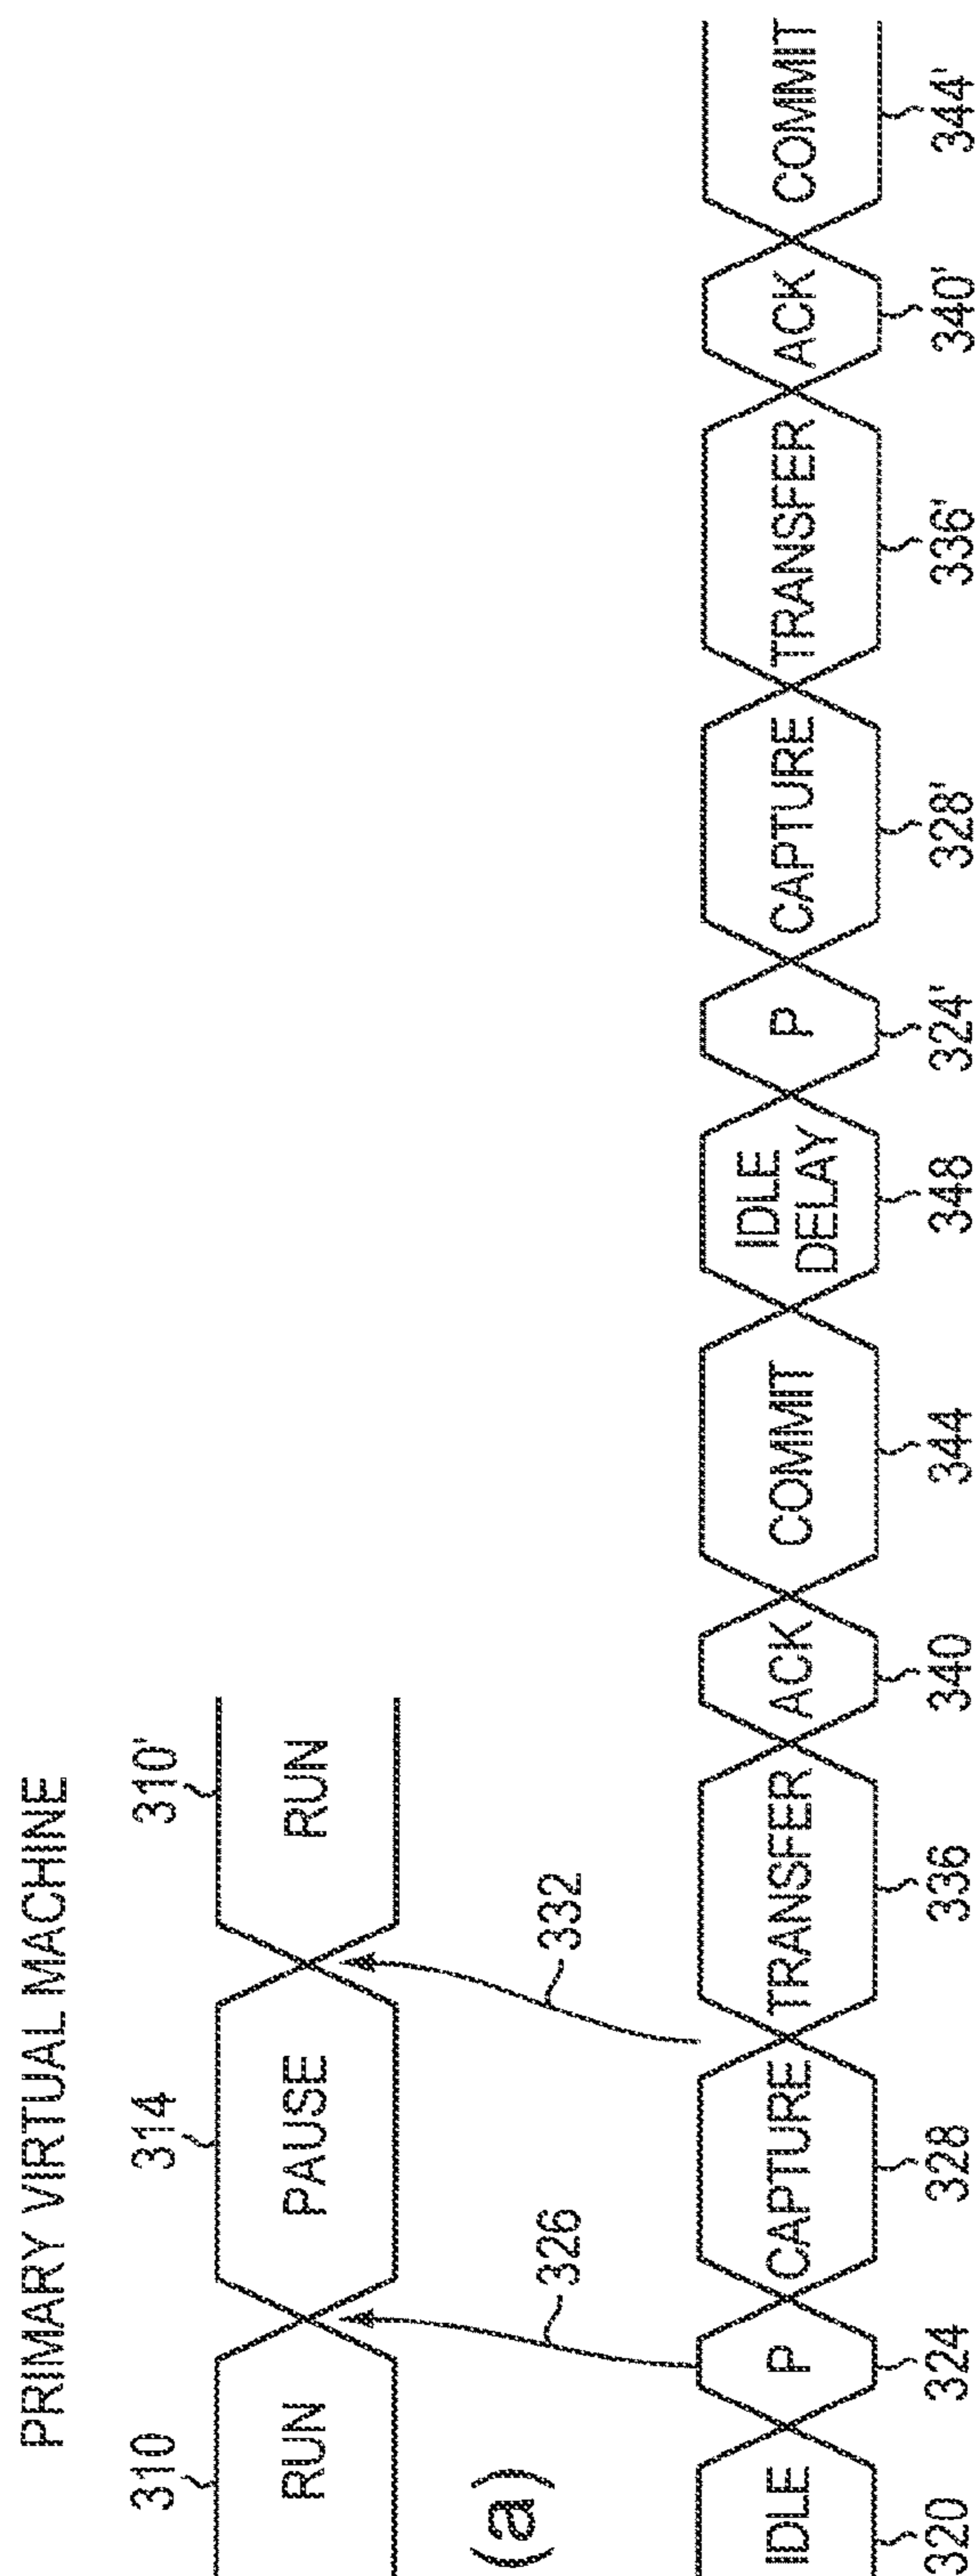 PRIMARY VIRTUAL MACHINE
310 314 310'
RUN PAUSE RUN
(a)
326 332
IDLE P CAPTURE TRANSFER ACK COMMIT IDLE DELAY P CAPTURE TRANSFER ACK COMMIT
320 324 328 336 340 344 348 324' 328' 336' 340' 344'